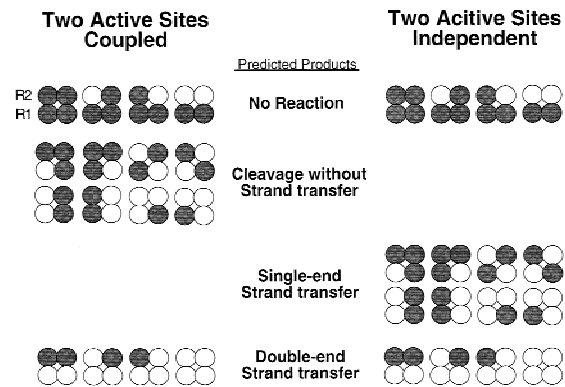 Two Active Sites
Coupled
Two Acitive Sites
Independent
Predicted Products
R2
R1
No Reaction
Cleavage without
Strand transfer
Single-end
Strand transfer
Double-end
Strand transfer